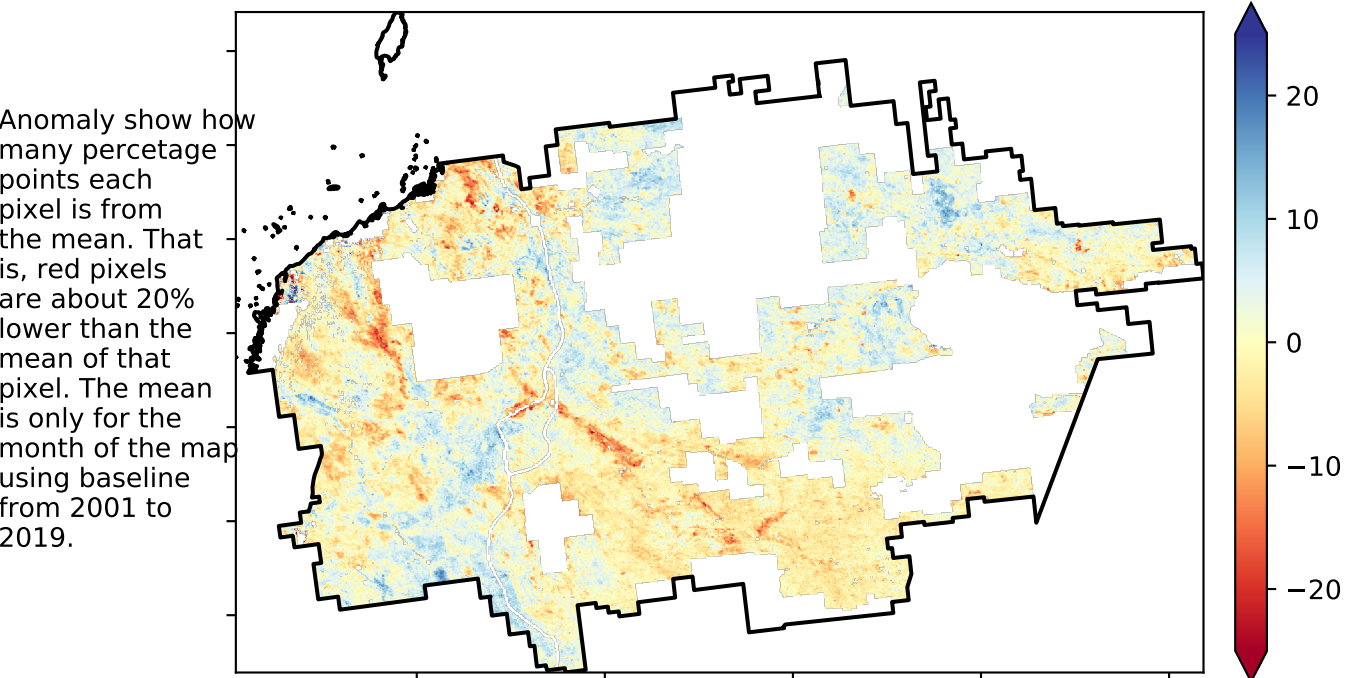 Anomaly show how
many percetage
points each
pixel is from
the mean. That
is, red pixels
are about 20%
lower than the
mean of that
pixel. The mean
is only for the
month of the map
using baseline
from 2001 to
2019.
20
10
0
−10
−20